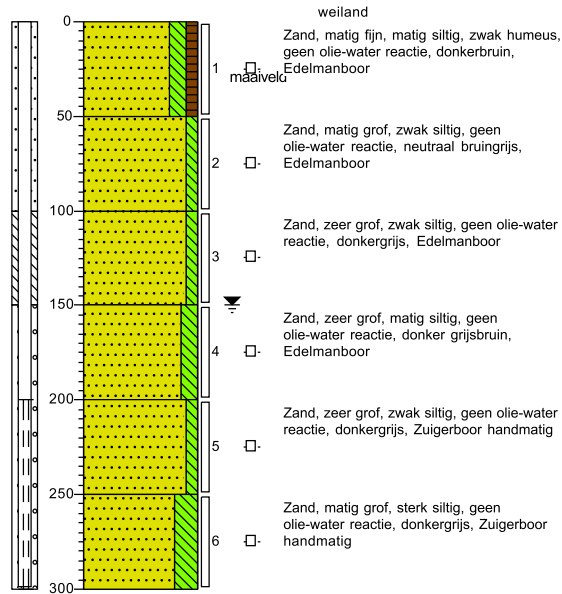 weiland
0
Zand, matig fijn, matig siltig, zwak humeus,
geen olie-water reactie, donkerbruin,
Edelmanboor
1
maaiveld
50
Zand, matig grof, zwak siltig, geen
olie-water reactie, neutraal bruingrijs,
Edelmanboor
2
100
Zand, zeer grof, zwak siltig, geen olie-water
reactie, donkergrijs, Edelmanboor
3
150
Zand, zeer grof, matig siltig, geen
olie-water reactie, donker grijsbruin,
Edelmanboor
4
200
Zand, zeer grof, zwak siltig, geen olie-water
reactie, donkergrijs, Zuigerboor handmatig
5
250
Zand, matig grof, sterk siltig, geen
olie-water reactie, donkergrijs, Zuigerboor
handmatig
6
300